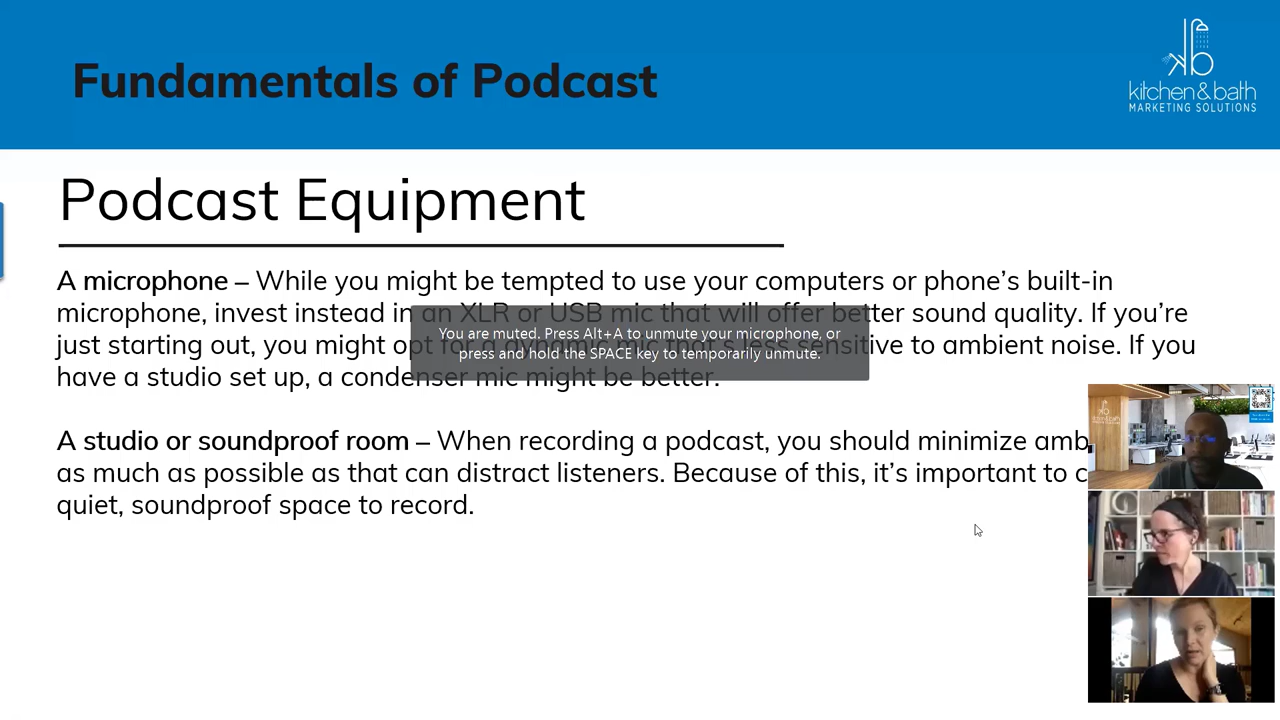 Fundamentals of Podcast
kitchen&bath
MARKETING SOLUTIONS
Podcast Equipment
A microphone – While you might be tempted to use your computers or phone's built-in
microphone, invest instead in an XLR or USB mic that will offer better sound quality. If you're
just starting out, you might opt for a dynamic mic that's less sensitive to ambient noise. If you
have a studio set up, a condenser mic might be better.
You are muted. Press Alt+A to unmute your microphone, or
press and hold the SPACE key to temporarily unmute.
A studio or soundproof room – When recording a podcast, you should minimize amb
as much as possible as that can distract listeners. Because of this, it's important to c
quiet, soundproof space to record.